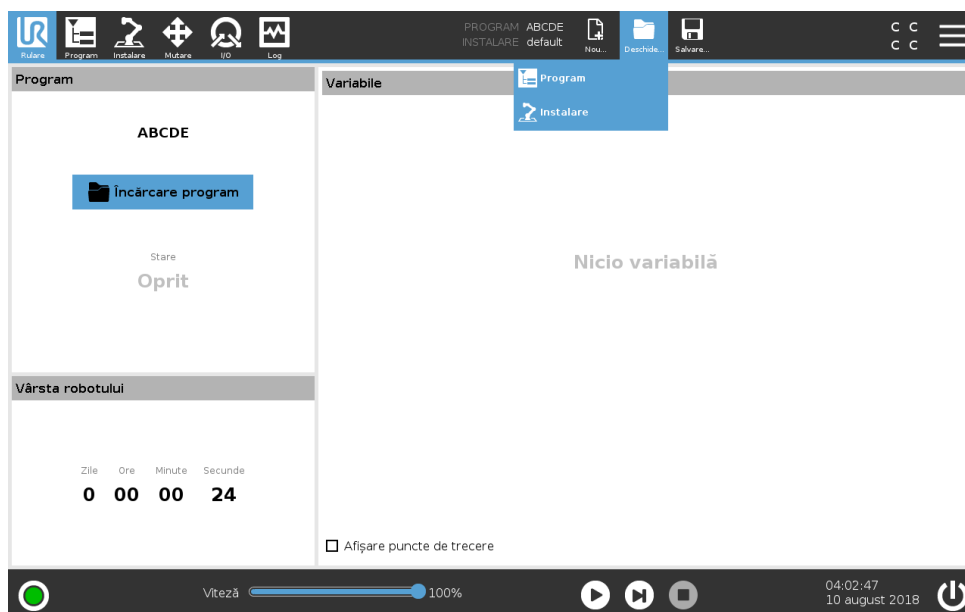 PROGRAM ABCDE
INSTALARE default
Rulare Program Instalare Mutare I/O Log Nou... Deschide... Salvare...
C C
C C
Program
Instalare
Program
ABCDE
Încărcare program
Stare
Oprit
Variabile
Nicio variabilă
Afișare puncte de trecere
Vârsta robotului
Zile Ore Minute Secunde
0 00 00 24
Viteză 100%
04:02:47
10 august 2018